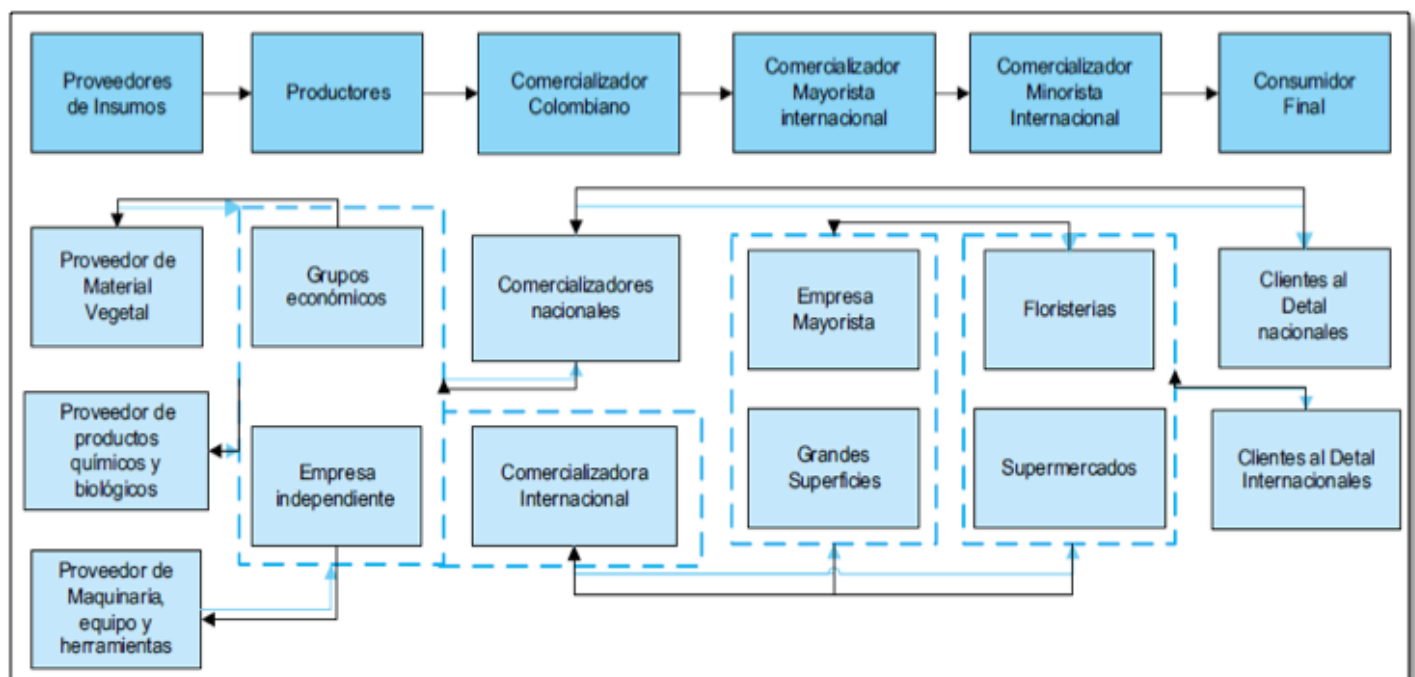 Proveedores
de Insumos
Productores
Comercializador
Colombiano
Comercializador
Mayorista
internacional
Comercializador
Minorista
Internacional
Consumidor
Final
Proveedor de
Material
Vegetal
Grupos
económicos
Comercializadores
nacionales
Empresa
Mayorista
Floristerias
Clientes al
Detal
nacionales
Proveedor de
productos
químicos y
biológicos
Empresa
independiente
Comercializadora
Internacional
Grandes
Superficies
Supermercados
Clientes al Detal
Internacionales
Proveedor de
Maquinaria,
equipo y
herramientas